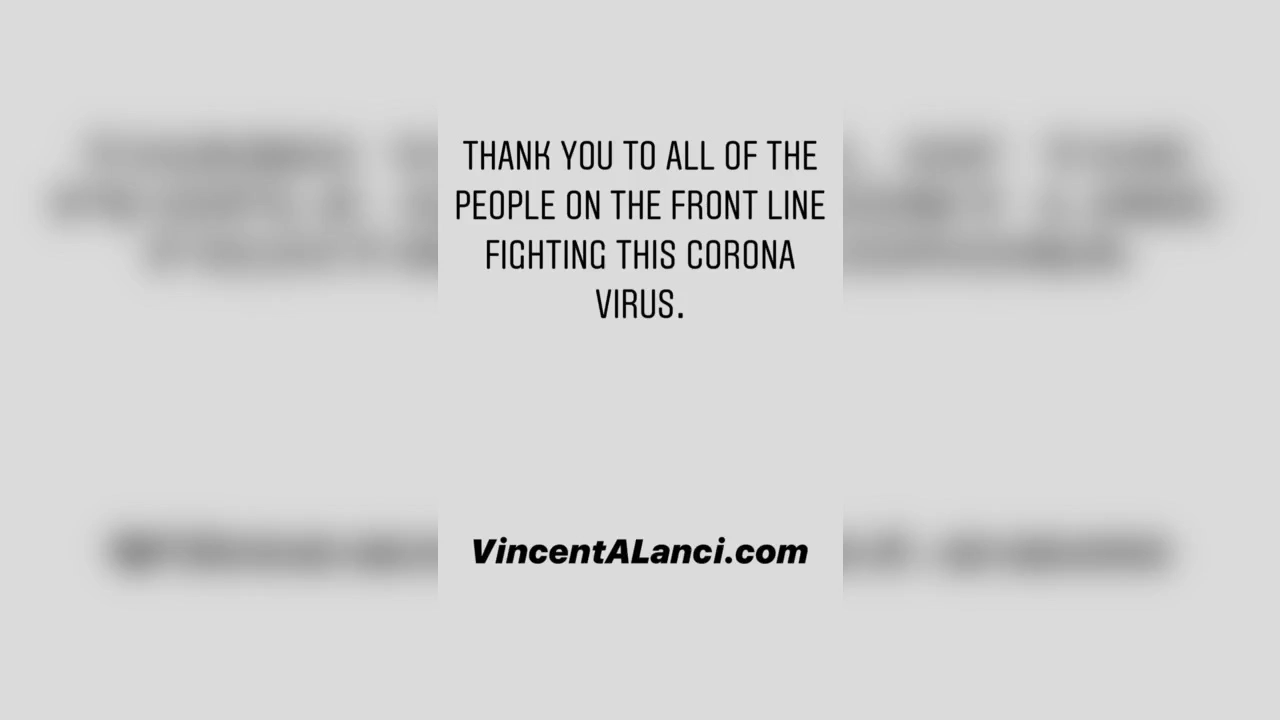 THANK YOU TO ALL OF THE
PEOPLE ON THE FRONT LINE
FIGHTING THIS CORONA
VIRUS.
VincentALanci.com